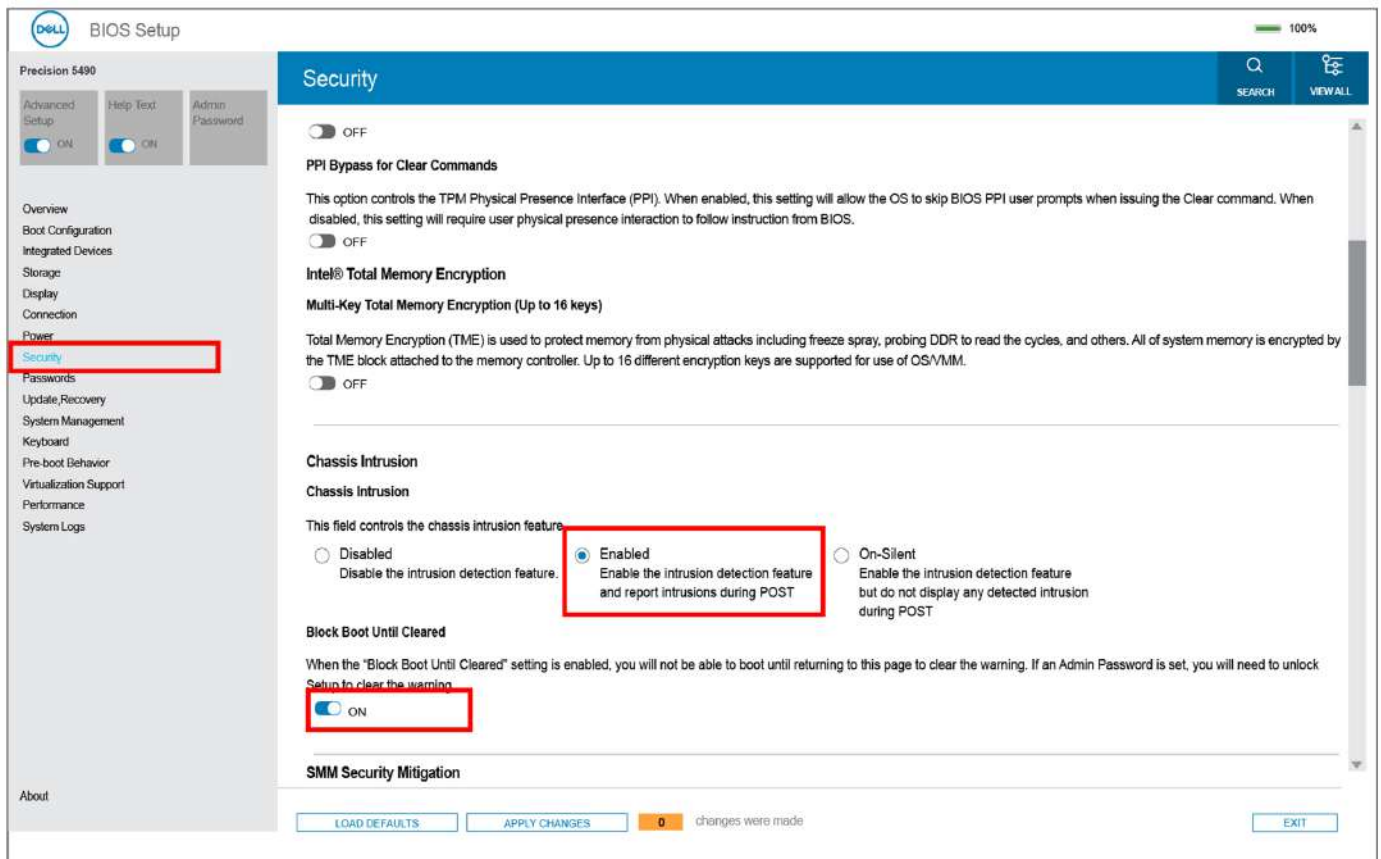 DELL
BIOS Setup
100%
Precision 5490
Advanced Setup
ON
Help Text
ON
Admin Password
Overview
Boot Configuration
Integrated Devices
Storage
Display
Connection
Power
Security
Passwords
Update,Recovery
System Management
Keyboard
Pre-boot Behavior
Virtualization Support
Performance
System Logs
About
Security
SEARCH
VIEW ALL
OFF
PPI Bypass for Clear Commands
This option controls the TPM Physical Presence Interface (PPI). When enabled, this setting will allow the OS to skip BIOS PPI user prompts when issuing the Clear command. When
disabled, this setting will require user physical presence interaction to follow instruction from BIOS.
OFF
Intel® Total Memory Encryption
Multi-Key Total Memory Encryption (Up to 16 keys)
Total Memory Encryption (TME) is used to protect memory from physical attacks including freeze spray, probing DDR to read the cycles, and others. All of system memory is encrypted by
the TME block attached to the memory controller. Up to 16 different encryption keys are supported for use of OS/VMM.
OFF
Chassis Intrusion
Chassis Intrusion
This field controls the chassis intrusion feature.
Disabled
Disable the intrusion detection feature.
Enabled
Enable the intrusion detection feature
and report intrusions during POST
On-Silent
Enable the intrusion detection feature
but do not display any detected intrusion
during POST
Block Boot Until Cleared
When the "Block Boot Until Cleared" setting is enabled, you will not be able to boot until returning to this page to clear the warning. If an Admin Password is set, you will need to unlock
Setup to clear the warning.
ON
SMM Security Mitigation
LOAD DEFAULTS
APPLY CHANGES
0
changes were made
EXIT